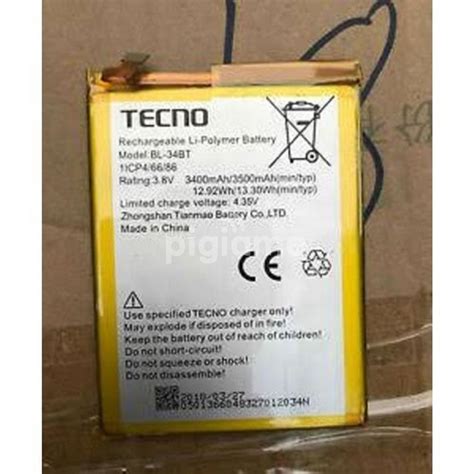 TECNO
Rechargeable Li-Polymer Battery
Model:BL-34BT
1ICP4/66/86
Rating:3.8V 3400mAh/3500mAh(min/typ)
12.92Wh/13.30Wh(min/typ)
Limited charge voltage: 4.35V
Zhongshan Tianmao Battery Co.,LTD.
Made in China
CE
Use specified TECNO charger only!
May explode if disposed of in fire!
Keep the battery out of reach of children!
Do not short-circuit!
Do not squeeze or shock!
2018/03/27